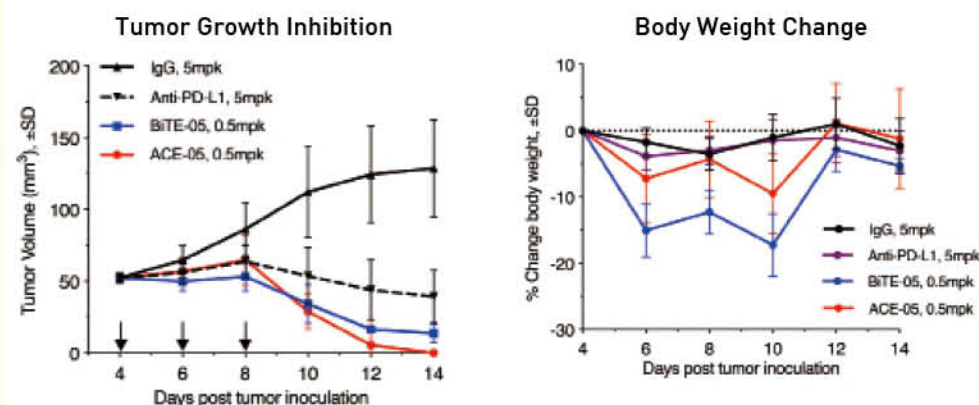 Tumor Growth Inhibition
200
150
100
50
0
Tumor Volume (mm³), ±SD
IgG, 5mpk
Anti-PD-L1, 5mpk
BiTE-05, 0.5mpk
ACE-05, 0.5mpk
4 6 8 10 12 14
Days post tumor inoculation
Body Weight Change
10
0
-10
-20
-30
% Change body weight, ±SD
IgG, 5mpk
Anti-PD-L1, 5mpk
BiTE-05, 0.5mpk
ACE-05, 0.5mpk
4 6 8 10 12 14
Days post tumor inoculation